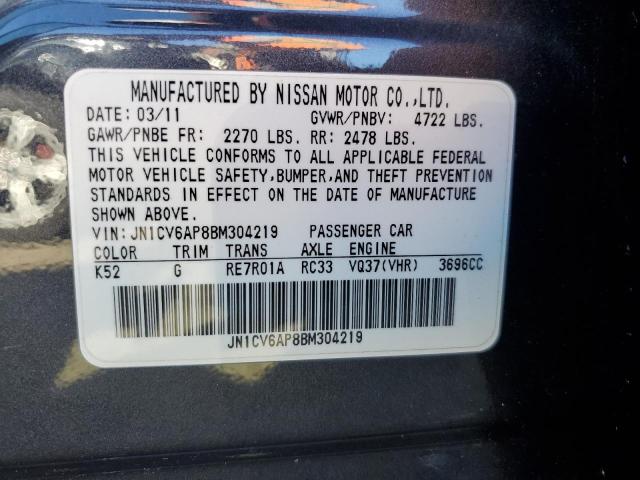 MANUFACTURED BY NISSAN MOTOR CO.,LTD.
DATE: 03/11 GVWR/PNBV: 4722 LBS.
GAWR/PNBE FR: 2270 LBS. RR: 2478 LBS.
THIS VEHICLE CONFORMS TO ALL APPLICABLE FEDERAL
MOTOR VEHICLE SAFETY,BUMPER,AND THEFT PREVENTION
STANDARDS IN EFFECT ON THE DATE OF MANUFACTURE
SHOWN ABOVE.
VIN: JN1CV6AP8BM304219 PASSENGER CAR
COLOR TRIM TRANS AXLE ENGINE
K52 G RE7R01A RC33 VQ37(VHR) 3696CC
JN1CV6AP8BM304219